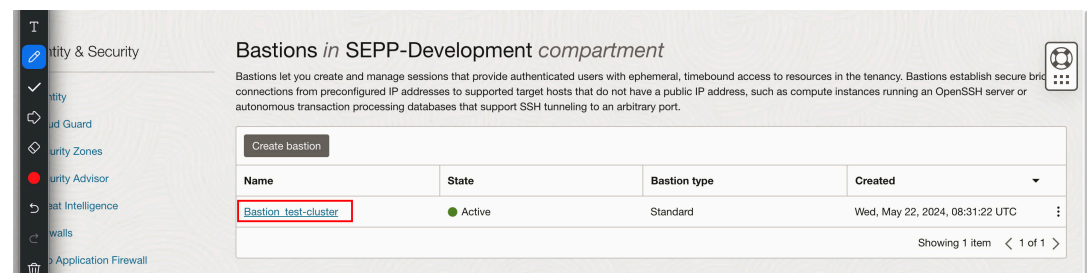 T
ntity & Security
ntity
ud Guard
urity Zones
urity Advisor
eat Intelligence
walls
Application Firewall
Bastions in SEPP-Development compartment
Bastions let you create and manage sessions that provide authenticated users with ephemeral, timebound access to resources in the tenancy. Bastions establish secure bric
connections from preconfigured IP addresses to supported target hosts that do not have a public IP address, such as compute instances running an OpenSSH server or
autonomous transaction processing databases that support SSH tunneling to an arbitrary port.
Create bastion
Name State Bastion type Created
Bastion_test-cluster Active Standard Wed, May 22, 2024, 08:31:22 UTC
Showing 1 item 1 of 1